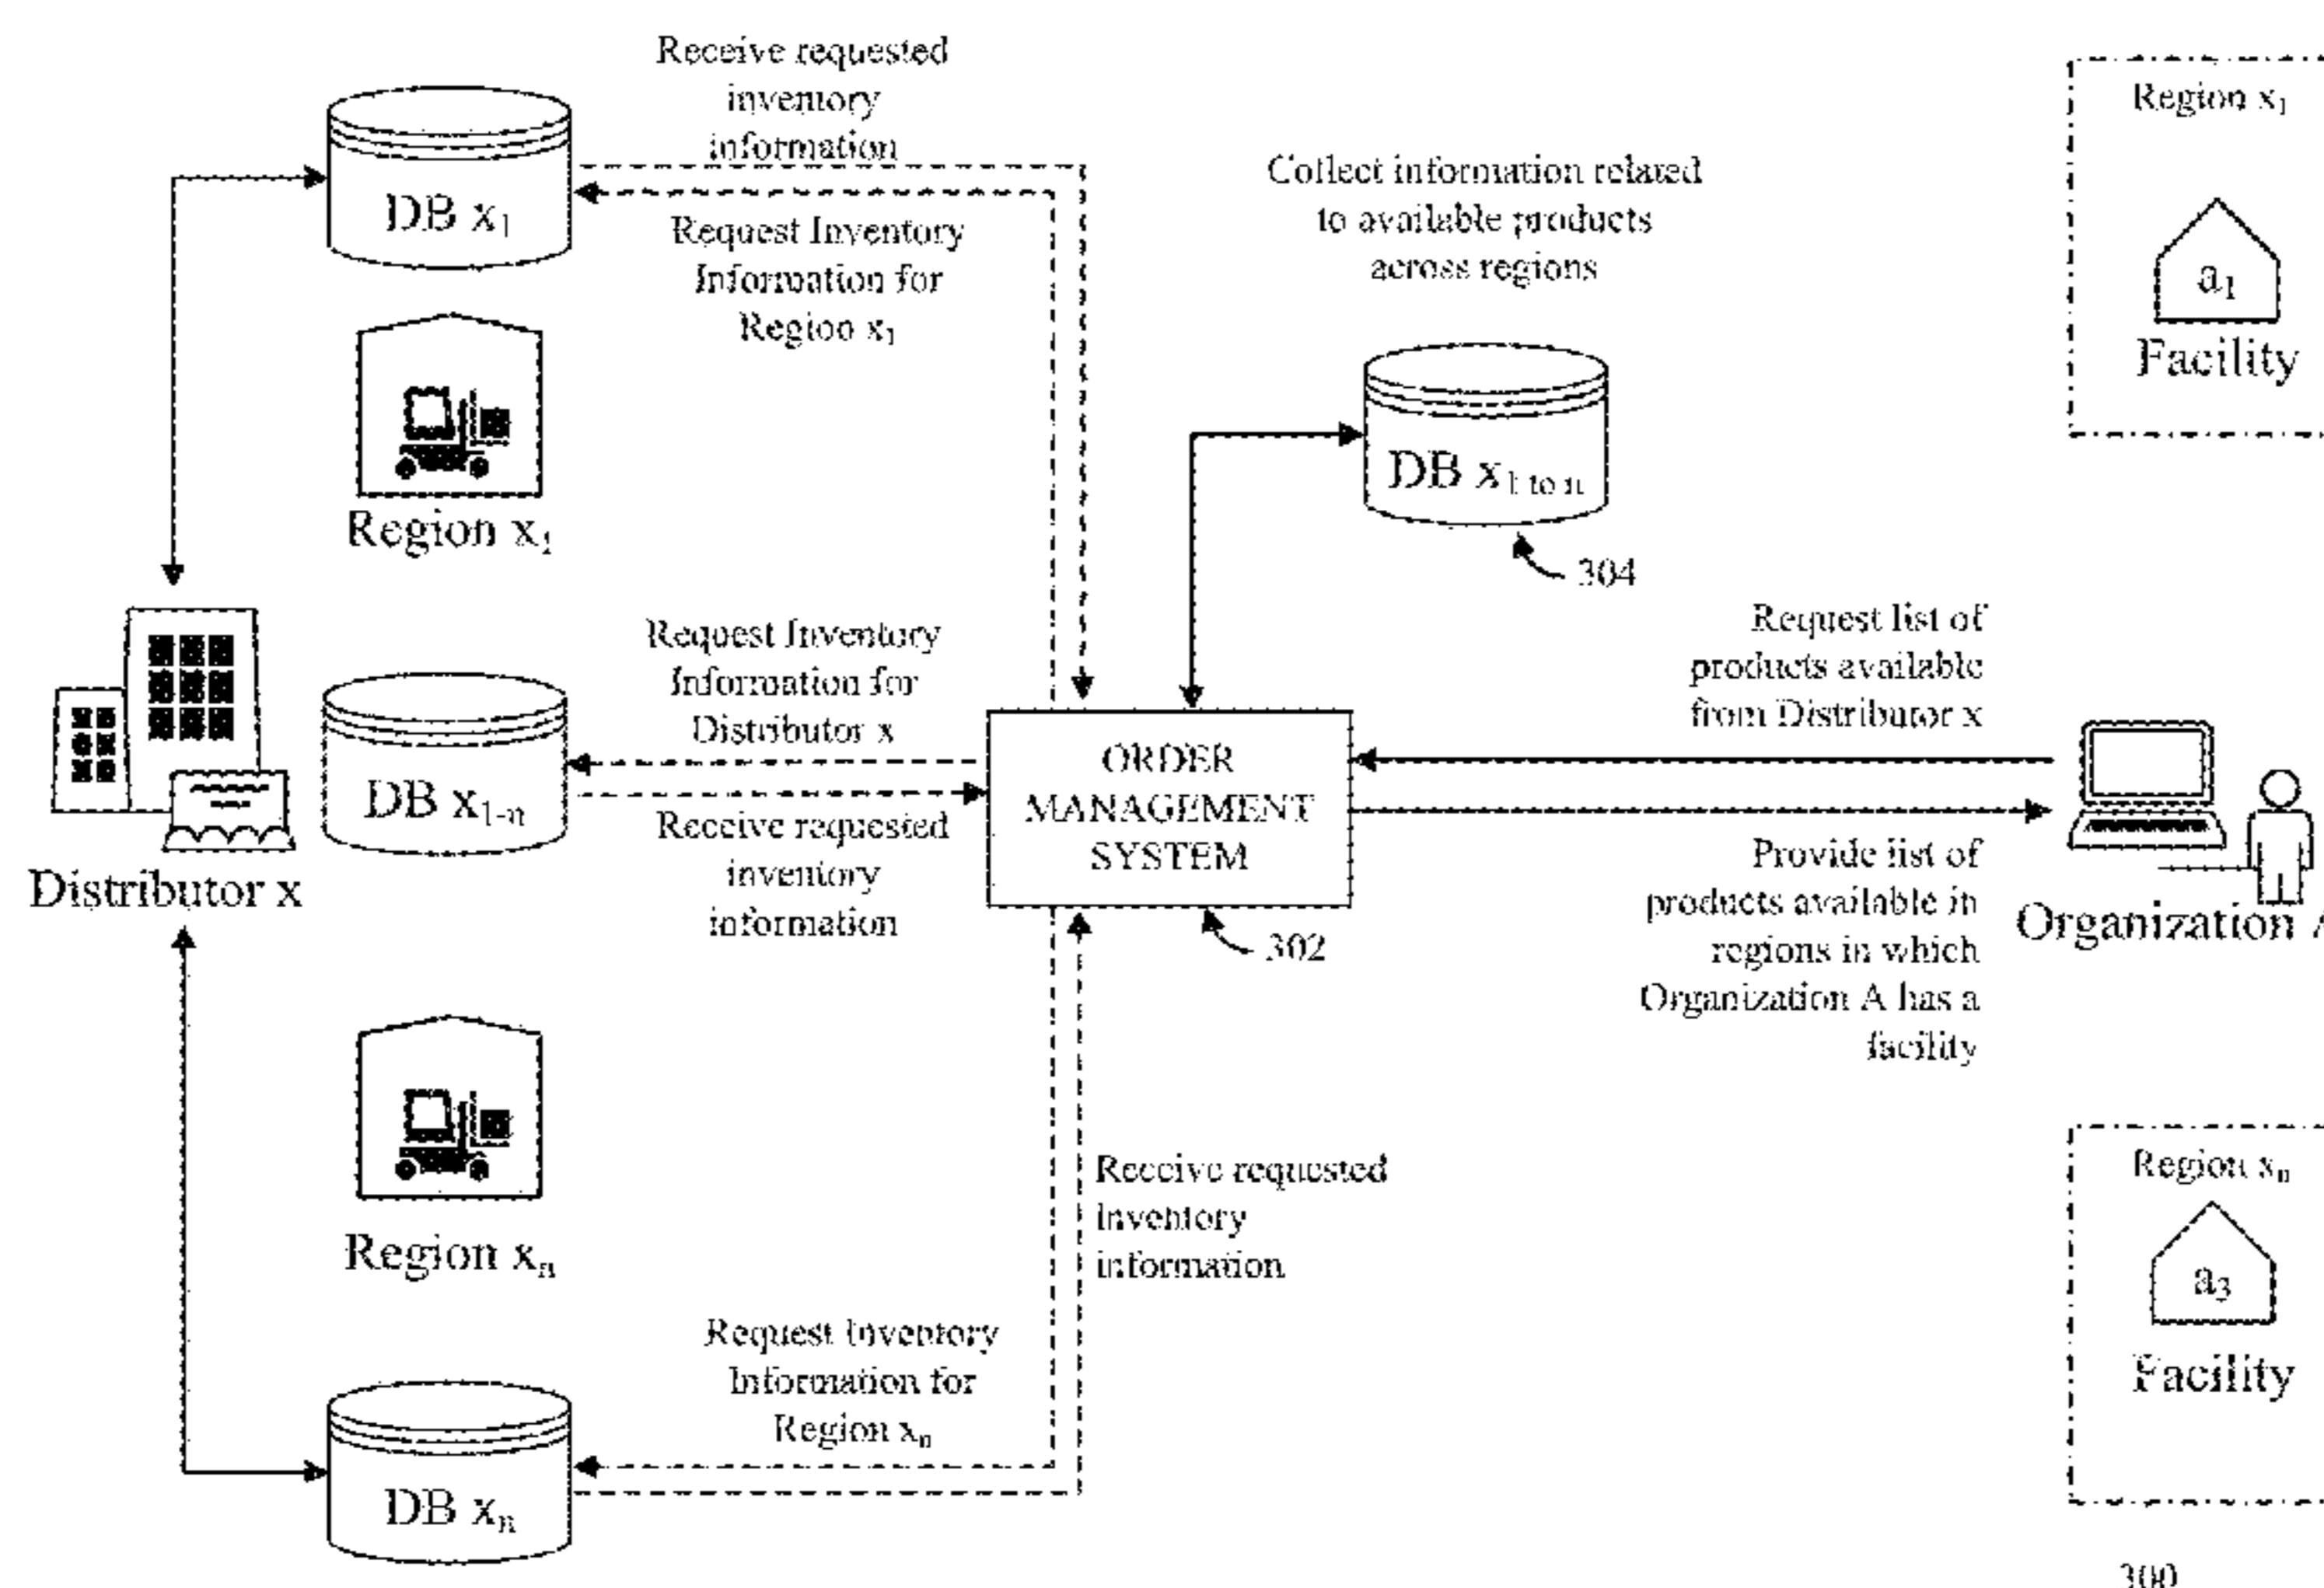 Receive requested
inventory
information
DB x₁
Request Inventory
Information for
Region x₁
Region x₁
Collect information related
to available products
across regions
DB x₁ to n
304
Region x₁
a₁
Facility
Distributor x
DB x₁₋ₙ
Request Inventory
Information for
Distributor x
Receive requested
inventory
information
ORDER
MANAGEMENT
SYSTEM
302
Request list of
products available
from Distributor x
Provide list of
products available in
regions in which
Organization A has a
facility
Organization
Region xₙ
DB xₙ
Request Inventory
Information for
Region xₙ
Receive requested
Inventory
information
Region xₙ
a₃
Facility
300